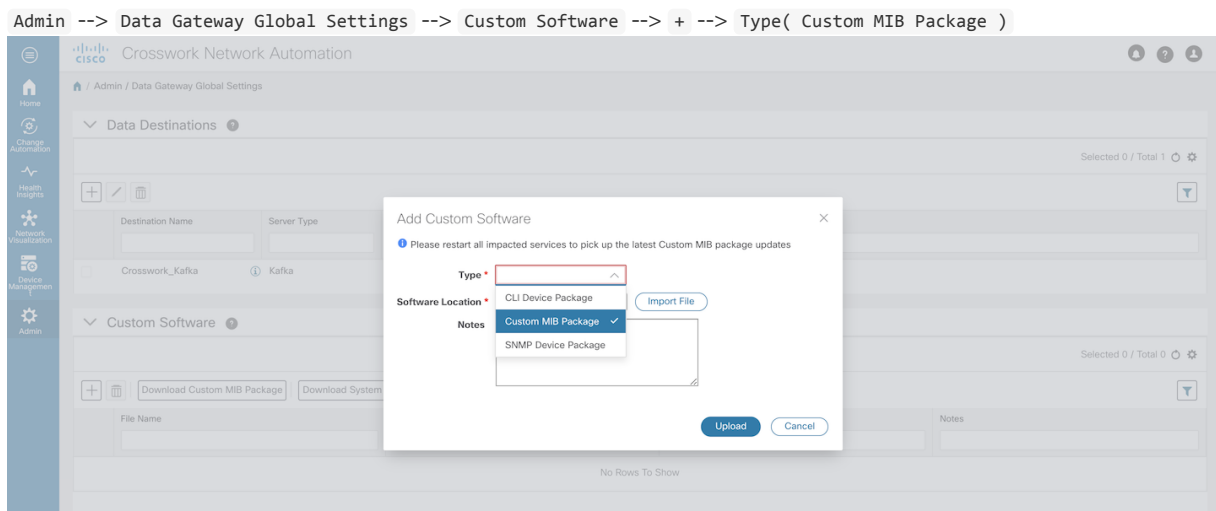 Admin --> Data Gateway Global Settings --> Custom Software --> + --> Type( Custom MIB Package )
cisco Crosswork Network Automation
/ Admin / Data Gateway Global Settings
Home
Change
Automation
Health
Insights
Network
Visualization
Device
Managemen
t
Admin
Data Destinations
Selected 0 / Total 1
Destination Name Server Type
Crosswork_Kafka Kafka
Custom Software
Selected 0 / Total 0
Download Custom MIB Package Download System
File Name Notes
No Rows To Show
Add Custom Software
Please restart all impacted services to pick up the latest Custom MIB package updates
Type *
Software Location * Import File
Notes
CLI Device Package
Custom MIB Package
SNMP Device Package
Upload Cancel